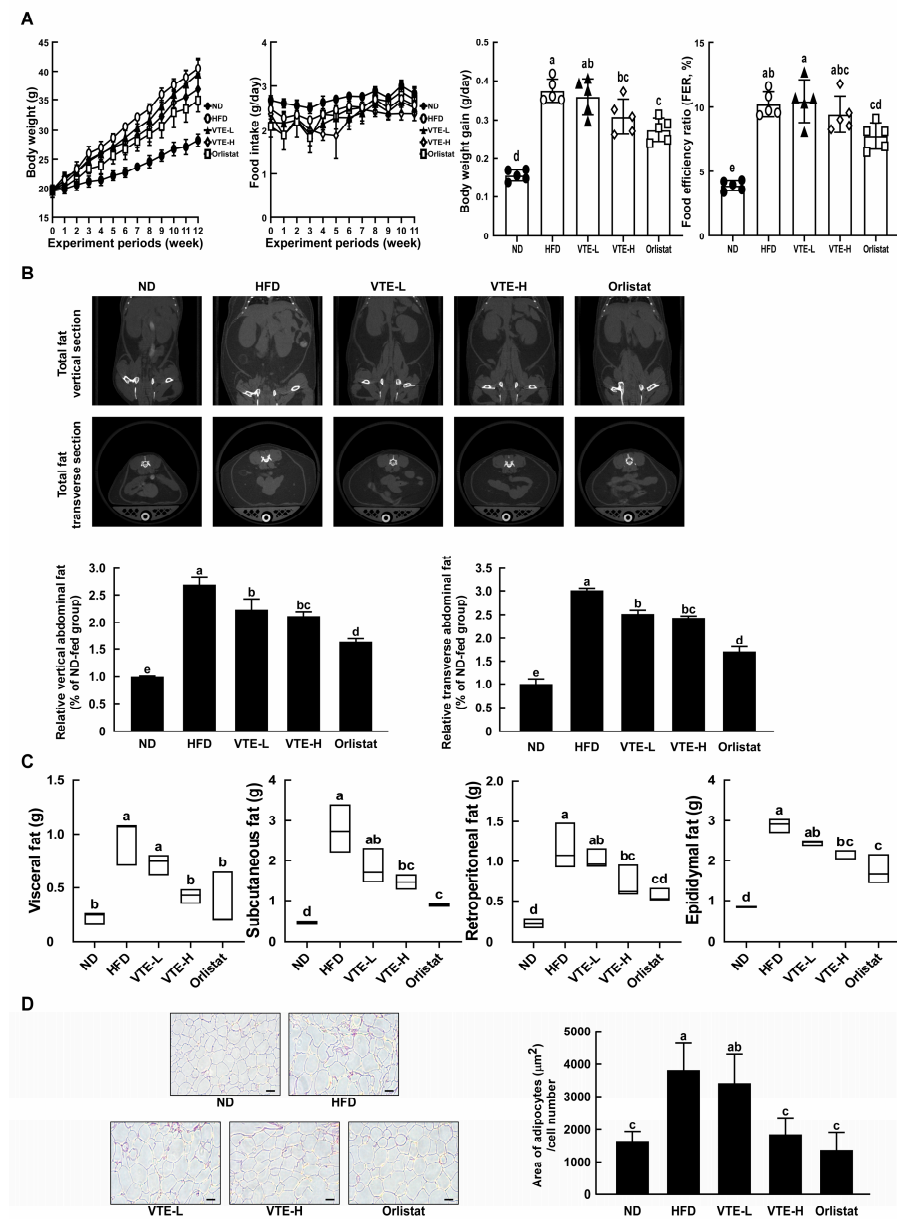 A
45
40
35
30
25
20
15
Body weight (g)
0 1 2 3 4 5 6 7 8 9 10 11 12
Experiment periods (week)
ND
HFD
VTE-L
VTE-H
Orlistat
4
3
2
1
0
Food intake (g/day)
0 1 2 3 4 5 6 7 8 9 10 11
Experiment periods (week)
ND
HFD
VTE-L
VTE-H
Orlistat
0.5
0.4
0.3
0.2
0.1
0
Body weight gain (g/day)
d a ab bc c
ND HFD VTE-L VTE-H Orlistat
15
10
5
0
Food efficiency ratio (FER, %)
e ab a abc cd
ND HFD VTE-L VTE-H Orlistat
B
ND HFD VTE-L VTE-H Orlistat
Total fat
vertical section
Total fat
transverse section
Relative vertical abdominal fat
(% of ND-fed group)
3.0
2.5
2.0
1.5
1.0
0.5
0
e a b bc d
ND HFD VTE-L VTE-H Orlistat
Relative transverse abdominal fat
(% of ND-fed group)
3.5
3.0
2.5
2.0
1.5
1.0
0.5
0
e a b bc d
ND HFD VTE-L VTE-H Orlistat
C
Visceral fat (g)
1.5
1.0
0.5
0
b a a b b
ND HFD VTE-L VTE-H Orlistat
Subcutaneous fat (g)
4
3
2
1
0
d a ab bc c
ND HFD VTE-L VTE-H Orlistat
Retroperitoneal fat (g)
2.0
1.5
1.0
0.5
0.0
d a ab bc cd
ND HFD VTE-L VTE-H Orlistat
Epididymal fat (g)
4
3
2
1
0
d a ab bc c
ND HFD VTE-L VTE-H Orlistat
D
ND HFD
VTE-L VTE-H Orlistat
Area of adipocytes (μm²)
/cell number
5000
4000
3000
2000
1000
0
c a ab c c
ND HFD VTE-L VTE-H Orlistat